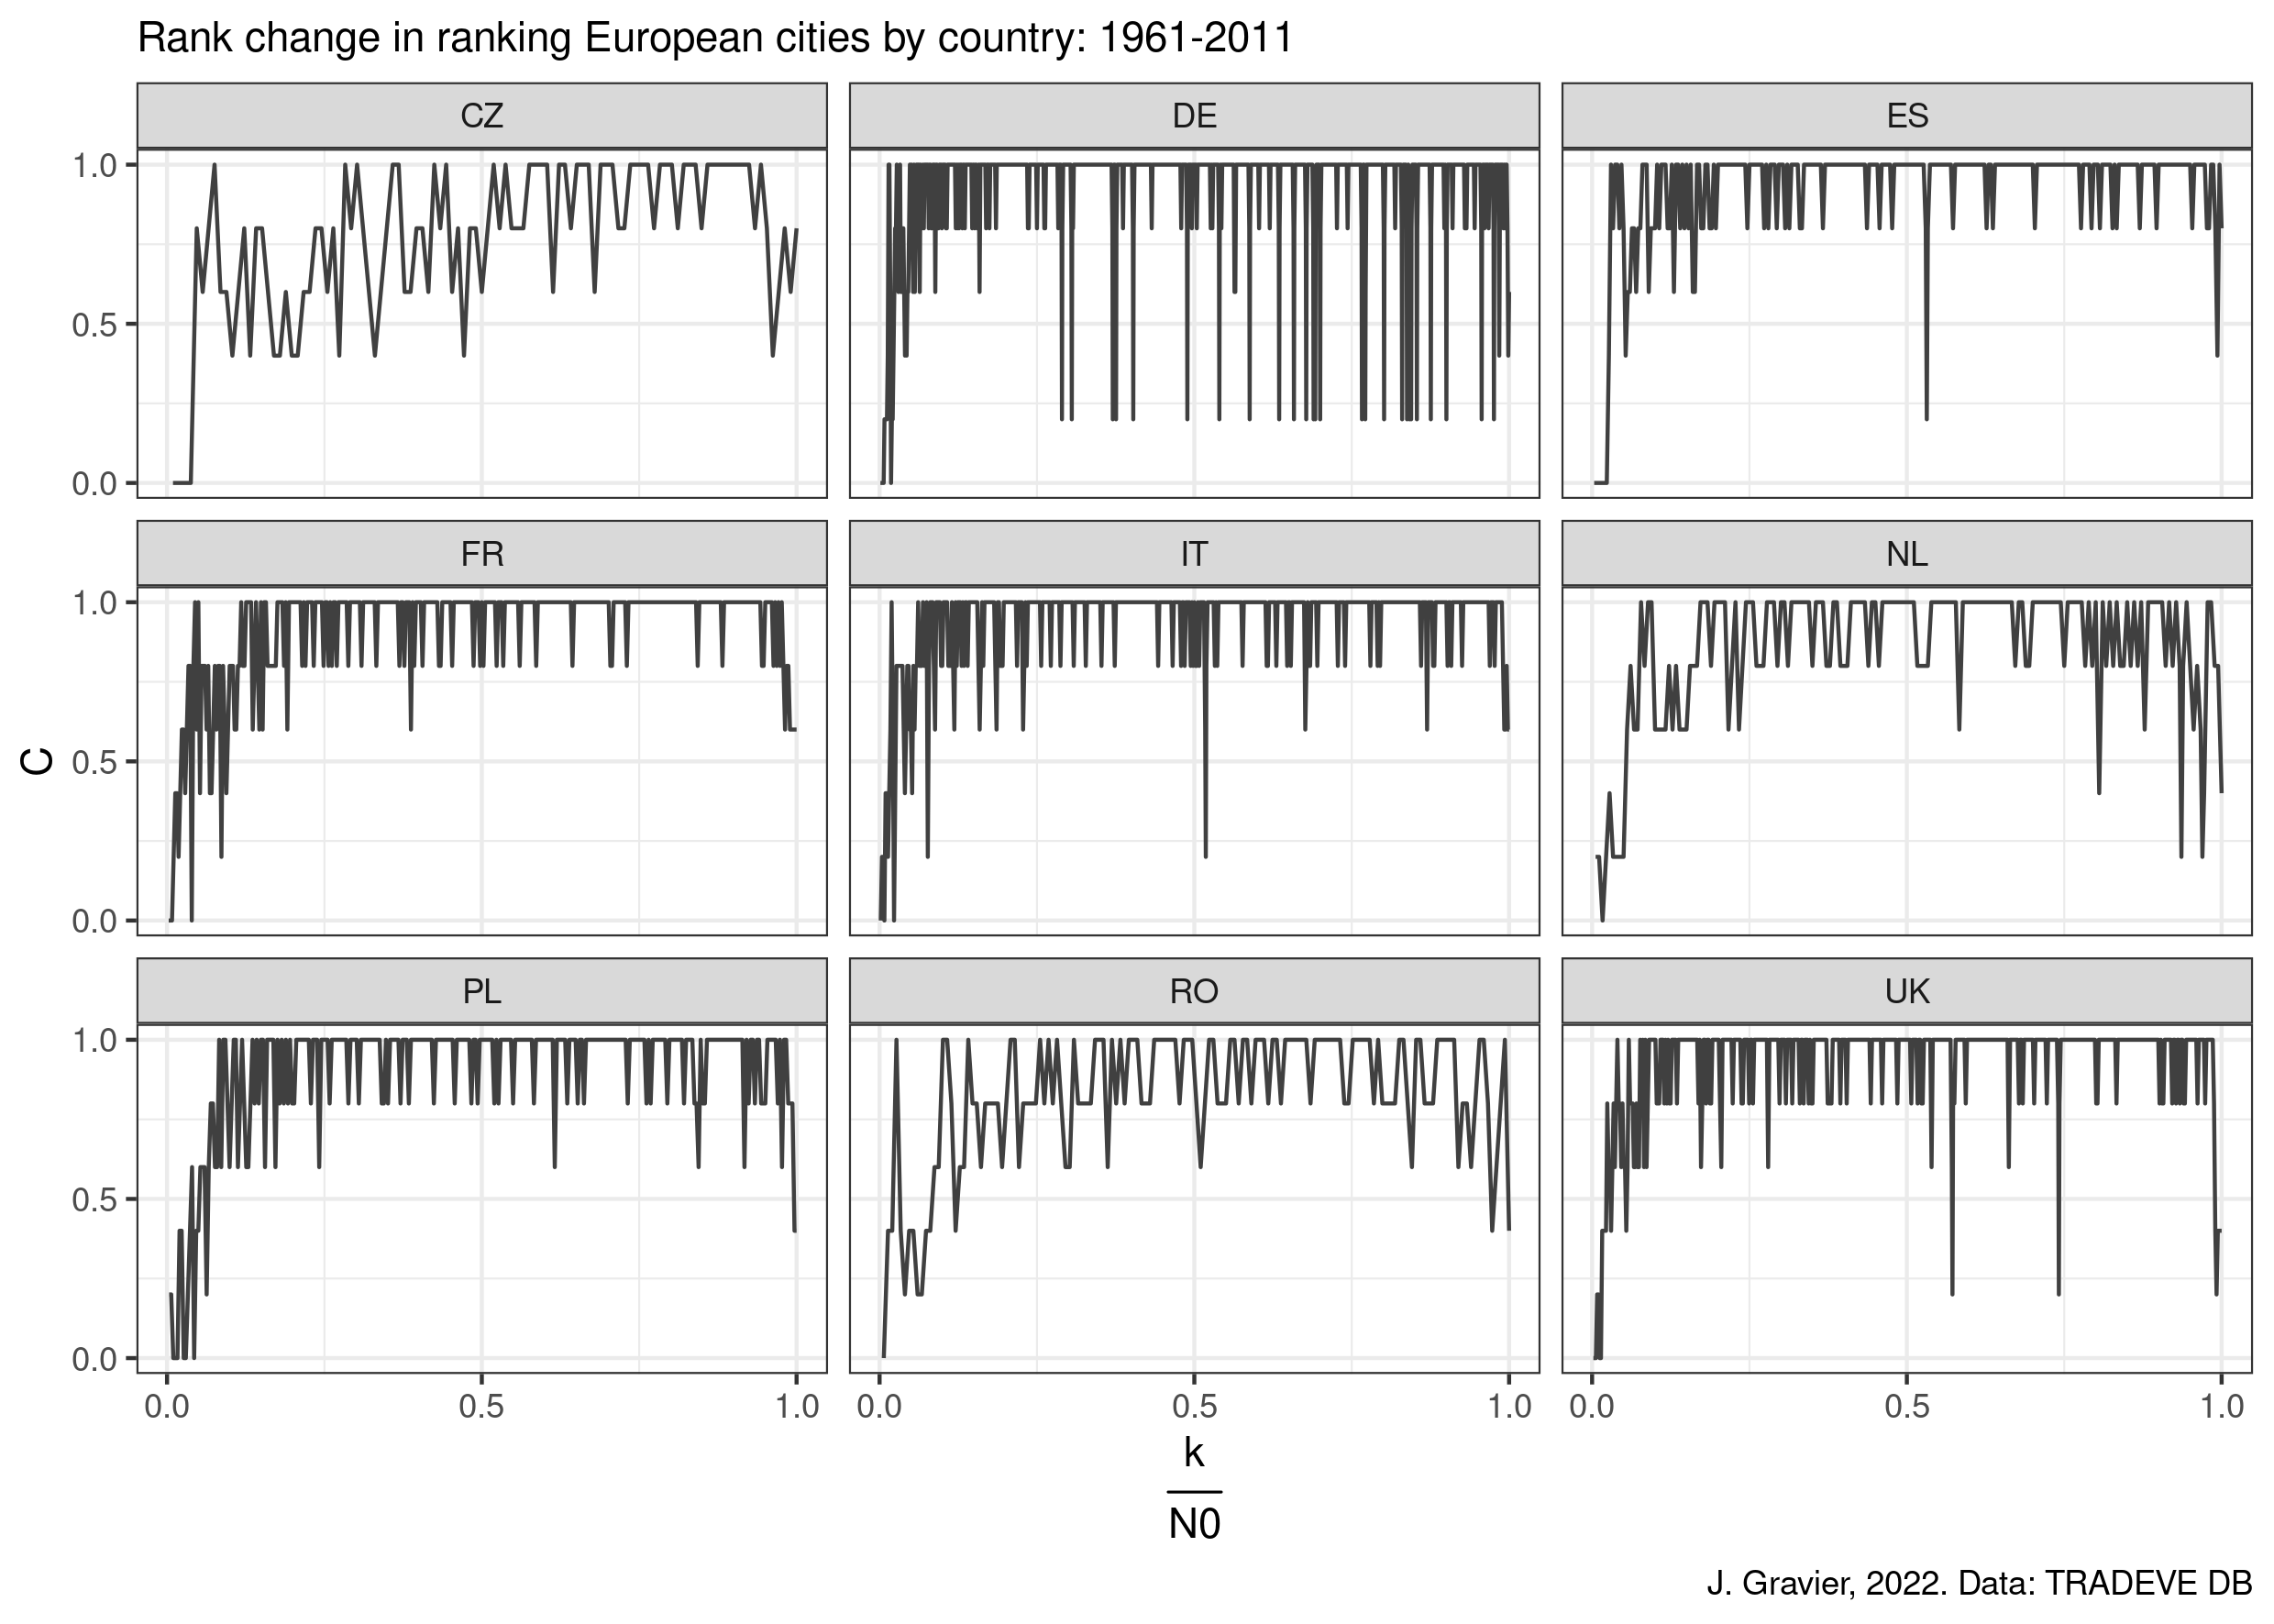 Rank change in ranking European cities by country: 1961-2011
CZ
DE
ES
1.0
0.5
0.0
FR
IT
NL
1.0
0.5
0.0
C
PL
RO
UK
1.0
0.5
0.0
0.0 0.5 1.0 0.0 0.5 1.0 0.0 0.5 1.0
k
N0
J. Gravier, 2022. Data: TRADEVE DB